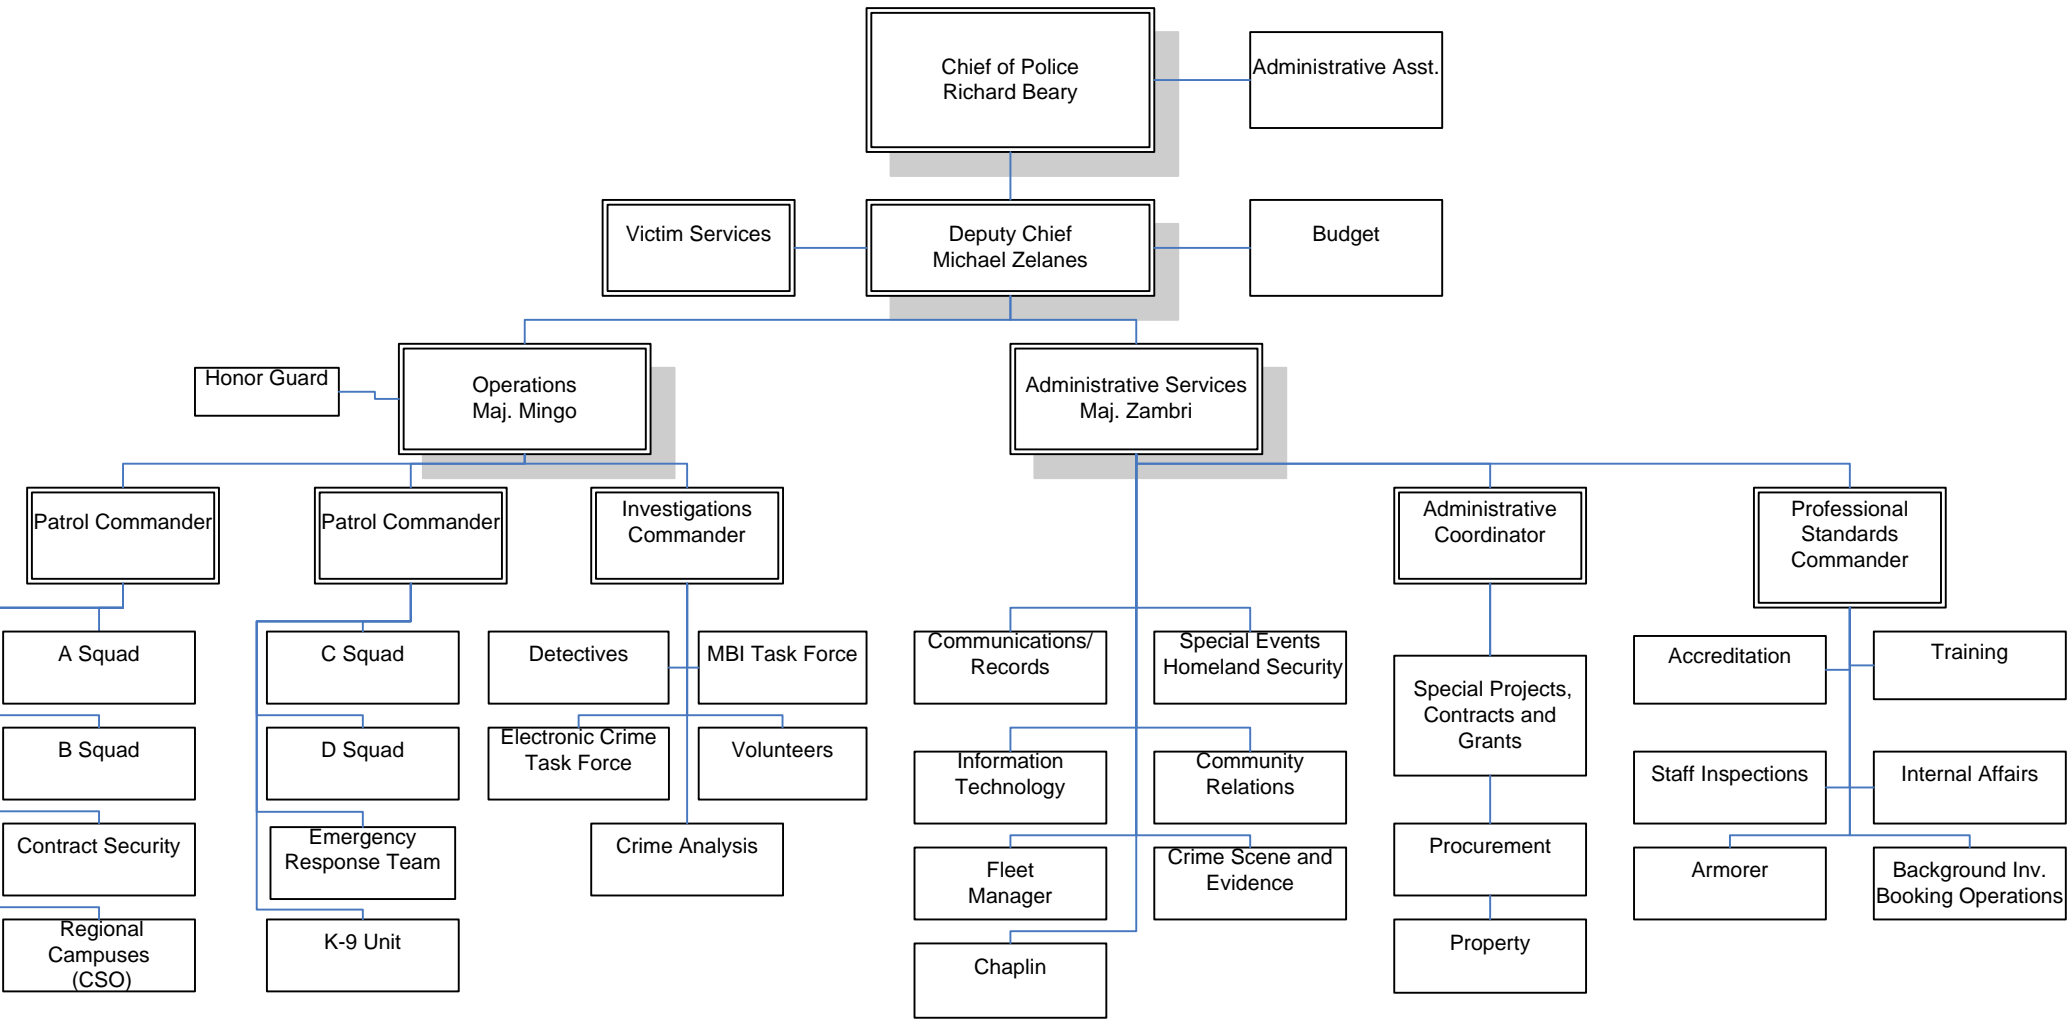 Chief of Police
Richard Beary
Administrative Asst.
Victim Services
Deputy Chief
Michael Zelanes
Budget
Honor Guard
Operations
Maj. Mingo
Administrative Services
Maj. Zambri
Patrol Commander
Patrol Commander
Investigations
Commander
Administrative
Coordinator
Professional
Standards
Commander
A Squad
C Squad
Detectives
MBI Task Force
Communications/
Records
Special Events
Homeland Security
Special Projects,
Contracts and
Grants
Accreditation
Training
B Squad
D Squad
Electronic Crime
Task Force
Volunteers
Information
Technology
Community
Relations
Staff Inspections
Internal Affairs
Contract Security
Emergency
Response Team
Crime Analysis
Fleet
Manager
Crime Scene and
Evidence
Procurement
Armorer
Background Inv.
Booking Operations
Regional
Campuses
(CSO)
K-9 Unit
Chaplin
Property